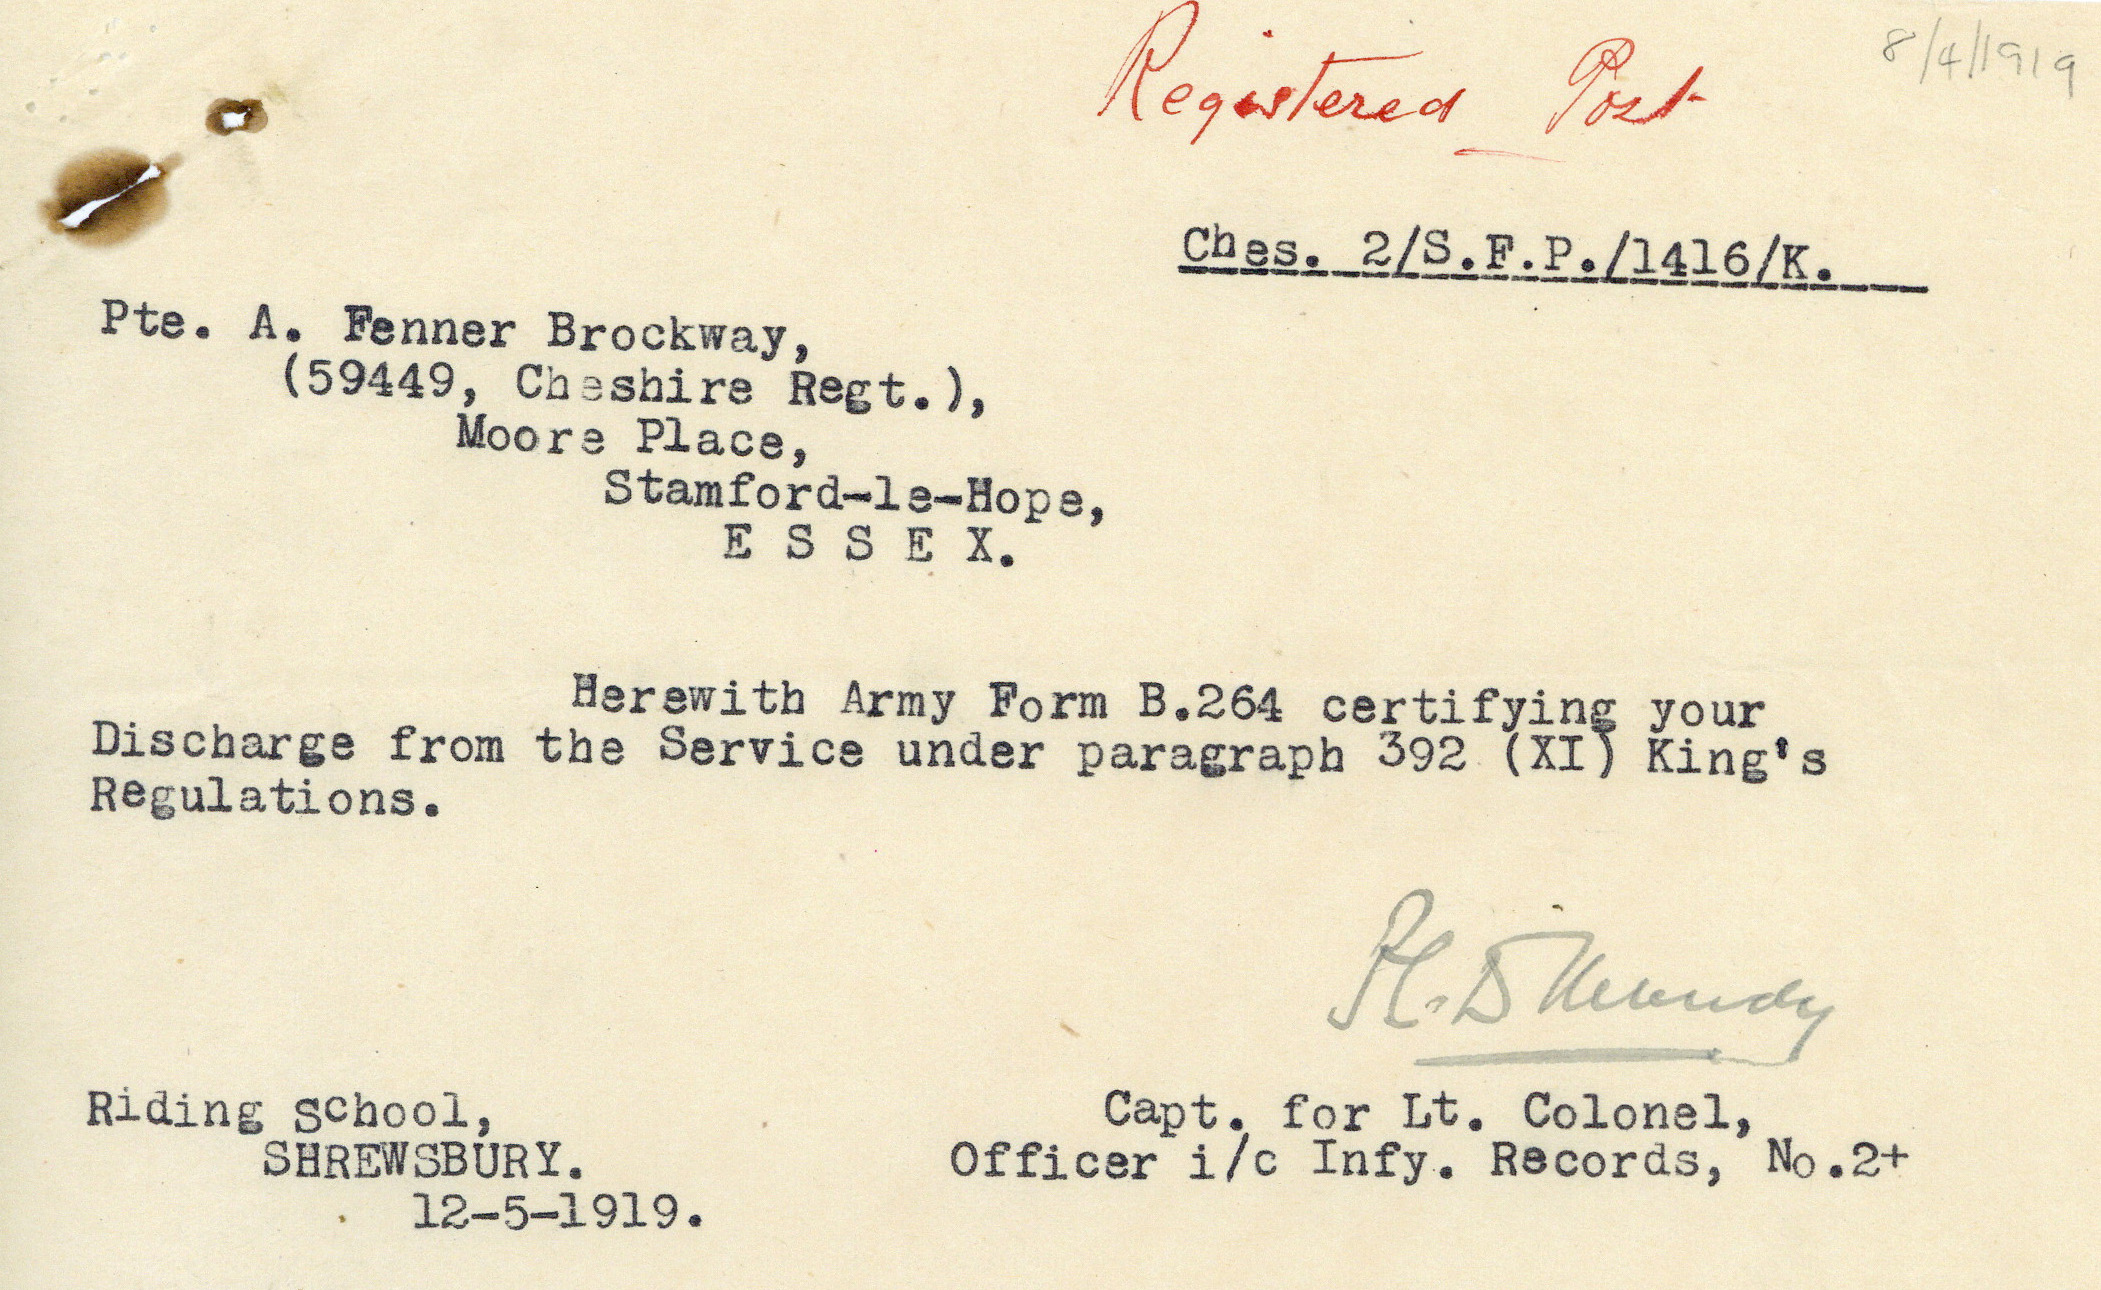 Registered Post
8/4/1919
Ches. 2/S.F.P./1416/K.
Pte. A. Fenner Brockway,
(59449, Cheshire Regt.),
Moore Place,
Stamford-le-Hope,
E S S E X.
Herewith Army Form B.264 certifying your
Discharge from the Service under paragraph 392 (XI) King's
Regulations.
H. D Kennedy
Riding School,
SHREWSBURY.
12-5-1919.
Capt. for Lt. Colonel,
Officer i/c Infy. Records, No.2+